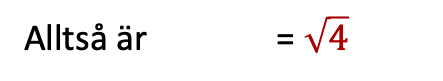 Alltså är = √4